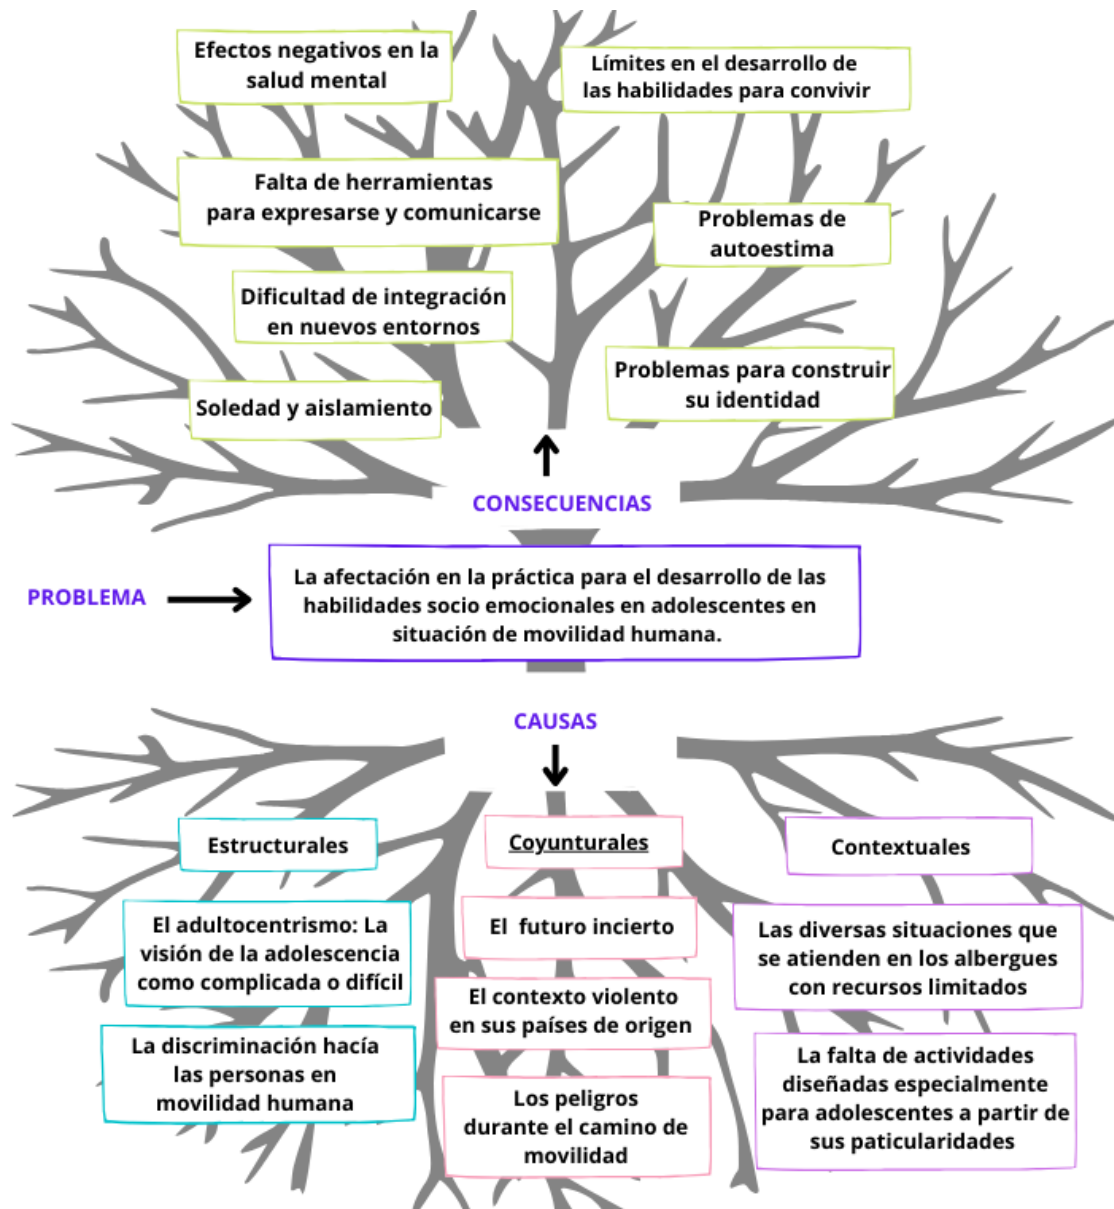 Efectos negativos en la
salud mental
Límites en el desarrollo de
las habilidades para convivir
Falta de herramientas
para expresarse y comunicarse
Problemas de
autoestima
Dificultad de integración
en nuevos entornos
Problemas para construir
su identidad
Soledad y aislamiento
CONSECUENCIAS
PROBLEMA
La afectación en la práctica para el desarrollo de las
habilidades socio emocionales en adolescentes en
situación de movilidad humana.
CAUSAS
Estructurales
El adultocentrismo: La
visión de la adolescencia
como complicada o difícil
La discriminación hacía
las personas en
movilidad humana
Coyunturales
El futuro incierto
El contexto violento
en sus países de origen
Los peligros
durante el camino de
movilidad
Contextuales
Las diversas situaciones que
se atienden en los albergues
con recursos limitados
La falta de actividades
diseñadas especialmente
para adolescentes a partir de
sus paticularidades